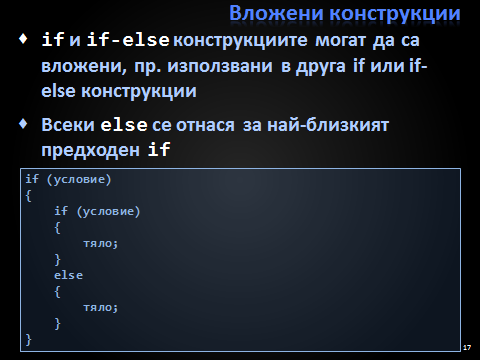 Вложени конструкции
♦ if и if-else конструкциите могат да са
вложени, пр. използвани в друга if или if-
else конструкции
♦ Всеки else се отнася за най-близкият
предходен if
if (условие)
{
    if (условие)
    {
        тяло;
    }
    else
    {
        тяло;
    }
}
17